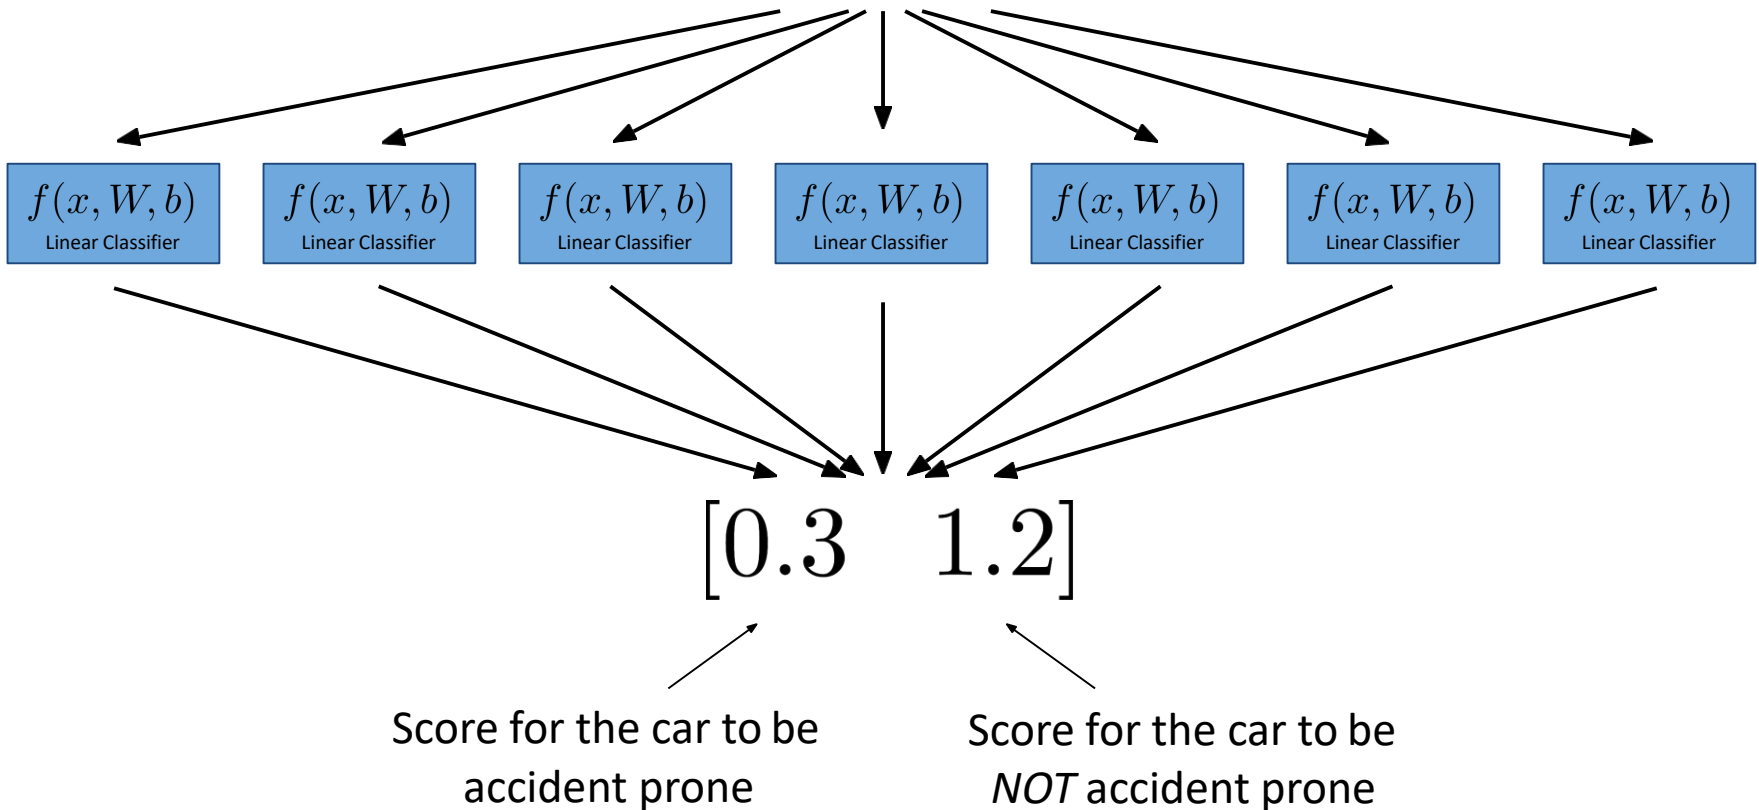 f(x, W, b) f(x, W, b) f(x, W, b) f(x, W, b) f(x, W, b) f(x, W, b) f(x, W, b)
Linear Classifier Linear Classifier Linear Classifier Linear Classifier Linear Classifier Linear Classifier Linear Classifier
[0.3 1.2]
Score for the car to be
accident prone
Score for the car to be
NOT accident prone